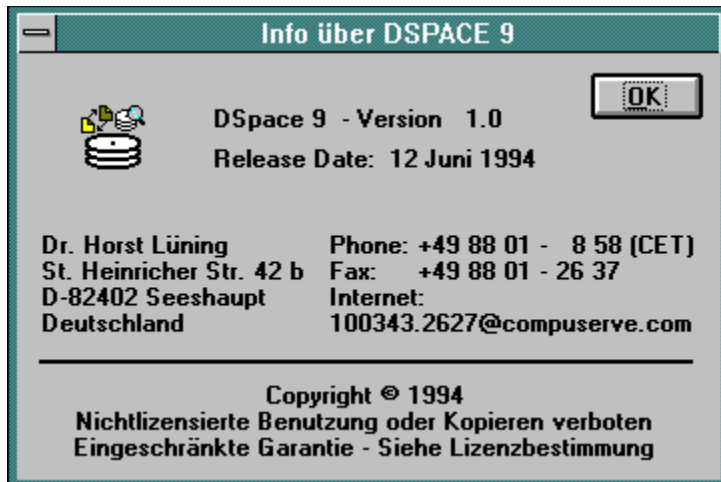 Info über DSPACE 9
OK
DSpace 9 - Version 1.0
Release Date: 12 Juni 1994
Dr. Horst Lüning
St. Heinricher Str. 42 b
D-82402 Seeshaupt
Deutschland
Phone: +49 88 01 - 8 58 (CET)
Fax: +49 88 01 - 26 37
Internet:
100343.2627@compuserve.com
Copyright © 1994
Nichtlizensierte Benutzung oder Kopieren verboten
Eingeschränkte Garantie - Siehe Lizenzbestimmung